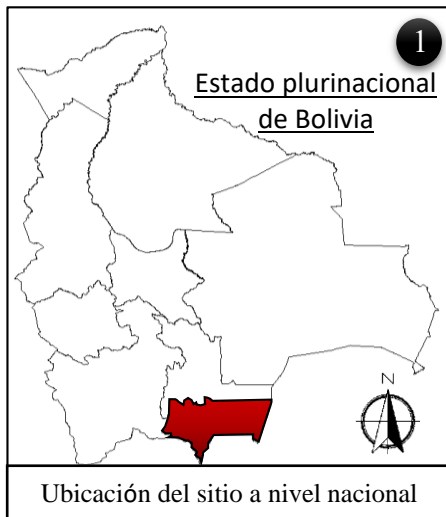 1
Estado plurinacional
de Bolivia
N
Ubicación del sitio a nivel nacional